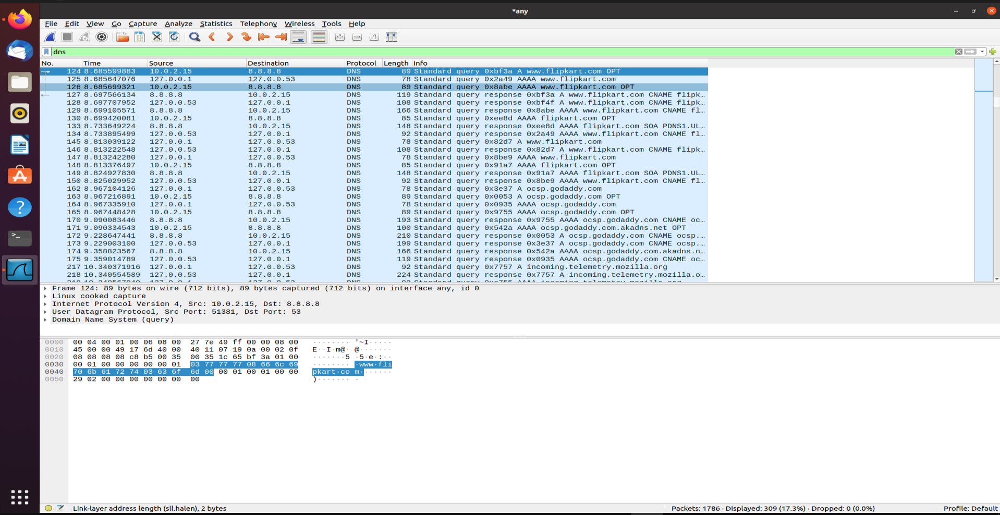 *any
File Edit View Go Capture Analyze Statistics Telephony Wireless Tools Help
dns
No. Time Source Destination Protocol Length Info
124 8.685599883 10.0.2.15 8.8.8.8 DNS 89 Standard query 0xbf3a A www.flipkart.com OPT
125 8.685647076 127.0.0.1 127.0.0.53 DNS 78 Standard query 0x2a49 AAAA www.flipkart.com
126 8.685699321 10.0.2.15 8.8.8.8 DNS 89 Standard query 0x8abe AAAA www.flipkart.com OPT
127 8.697566134 8.8.8.8 10.0.2.15 DNS 119 Standard query response 0xbf3a A www.flipkart.com CNAME flipk…
128 8.697707952 127.0.0.53 127.0.0.1 DNS 108 Standard query response 0xbf4f A www.flipkart.com CNAME flipk…
129 8.699105571 8.8.8.8 10.0.2.15 DNS 166 Standard query response 0x8abe AAAA www.flipkart.com CNAME fl…
130 8.699420081 10.0.2.15 8.8.8.8 DNS 85 Standard query 0xee8d AAAA flipkart.com OPT
133 8.733649224 8.8.8.8 10.0.2.15 DNS 148 Standard query response 0xee8d AAAA flipkart.com SOA PDNS1.UL…
134 8.733895499 127.0.0.53 127.0.0.1 DNS 92 Standard query response 0x2a49 AAAA www.flipkart.com CNAME fl…
145 8.813039122 127.0.0.1 127.0.0.53 DNS 78 Standard query 0x82d7 A www.flipkart.com
146 8.813222548 127.0.0.53 127.0.0.1 DNS 108 Standard query response 0x82d7 A www.flipkart.com CNAME flipk…
147 8.813242280 127.0.0.1 127.0.0.53 DNS 78 Standard query 0x8be9 AAAA www.flipkart.com
148 8.813376497 10.0.2.15 8.8.8.8 DNS 85 Standard query 0x91a7 AAAA flipkart.com OPT
149 8.824927830 8.8.8.8 10.0.2.15 DNS 148 Standard query response 0x91a7 AAAA flipkart.com SOA PDNS1.UL…
150 8.825029952 127.0.0.53 127.0.0.1 DNS 92 Standard query response 0x8be9 AAAA www.flipkart.com CNAME fl…
162 8.967104126 127.0.0.1 127.0.0.53 DNS 78 Standard query 0x3e37 A ocsp.godaddy.com
163 8.967216891 10.0.2.15 8.8.8.8 DNS 89 Standard query 0x0053 A ocsp.godaddy.com OPT
164 8.967335910 127.0.0.1 127.0.0.53 DNS 78 Standard query 0x0935 AAAA ocsp.godaddy.com
165 8.967448428 10.0.2.15 8.8.8.8 DNS 89 Standard query 0x9755 AAAA ocsp.godaddy.com OPT
170 9.090083446 8.8.8.8 10.0.2.15 DNS 193 Standard query response 0x9755 AAAA ocsp.godaddy.com CNAME oc…
171 9.090334543 10.0.2.15 8.8.8.8 DNS 100 Standard query 0x542a AAAA ocsp.godaddy.com.akadns.net OPT
172 9.228647441 8.8.8.8 10.0.2.15 DNS 210 Standard query response 0x0053 A ocsp.godaddy.com CNAME ocsp.…
173 9.229003100 127.0.0.53 127.0.0.1 DNS 199 Standard query response 0x3e37 A ocsp.godaddy.com CNAME ocsp.…
174 9.358823567 8.8.8.8 10.0.2.15 DNS 166 Standard query response 0x542a AAAA ocsp.godaddy.com.akadns.n…
175 9.359014789 127.0.0.53 127.0.0.1 DNS 119 Standard query response 0x0935 AAAA ocsp.godaddy.com CNAME oc…
217 10.340371916 127.0.0.1 127.0.0.53 DNS 92 Standard query 0x7757 A incoming.telemetry.mozilla.org
218 10.340554589 127.0.0.53 127.0.0.1 DNS 224 Standard query response 0x7757 A incoming.telemetry.mozilla.o…
Frame 124: 89 bytes on wire (712 bits), 89 bytes captured (712 bits) on interface any, id 0
Linux cooked capture
Internet Protocol Version 4, Src: 10.0.2.15, Dst: 8.8.8.8
User Datagram Protocol, Src Port: 51381, Dst Port: 53
Domain Name System (query)
0000 00 04 00 01 00 06 08 00 27 7e 49 ff 00 00 08 00 ········ '~I·····
0010 45 00 00 49 17 6d 40 00 40 11 07 19 0a 00 02 0f E··I·m@· @·······
0020 08 08 08 08 c8 b5 00 35 00 35 1c 65 bf 3a 01 00 ·······5 ·5·e·:··
0030 00 01 00 00 00 00 00 01 03 77 77 77 08 66 6c 69 ········ ·www·fli
0040 70 6b 61 72 74 03 63 6f 6d 00 00 01 00 01 00 00 pkart·co m·······
0050 29 02 00 00 00 00 00 00 00 )······· ·
Link-layer address length (sll.halen), 2 bytes
Packets: 1786 · Displayed: 309 (17.3%) · Dropped: 0 (0.0%)
Profile: Default